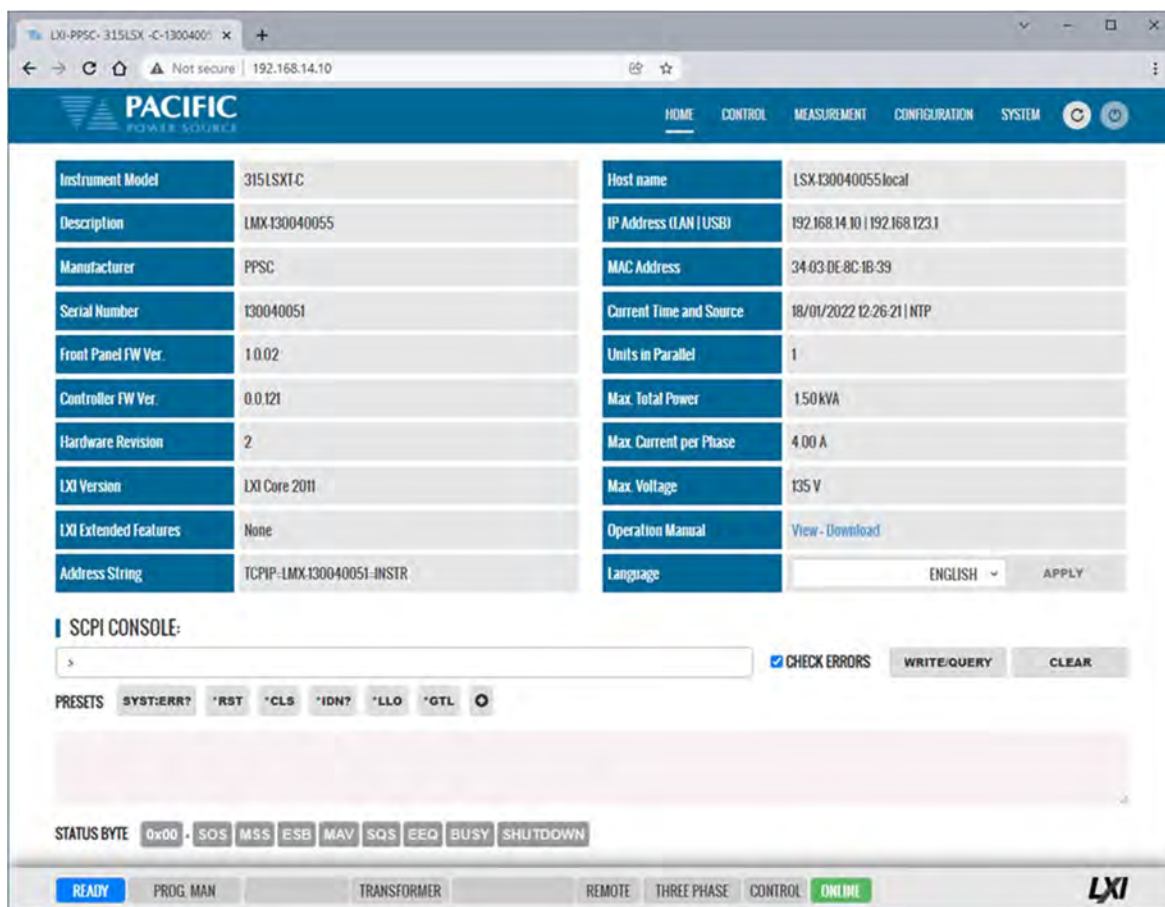 LXI-PPSC- 315LSX -C-1300400
Not secure 192.168.14.10
PACIFIC
POWER SOURCE
HOME CONTROL MEASUREMENT CONFIGURATION SYSTEM
Instrument Model 315LSXT-C
Description LMX-130040055
Manufacturer PPSC
Serial Number 130040051
Front Panel FW Ver. 1.0.02
Controller FW Ver. 0.0.121
Hardware Revision 2
LXI Version LXI Core 2011
LXI Extended Features None
Address String TCPIP::LMX-130040051::INSTR
Host name LSX-130040055.local
IP Address (LAN | USB) 192.168.14.10 | 192.168.123.1
MAC Address 34-03-DE-8C-1B-39
Current Time and Source 18/01/2022 12:26:21 | NTP
Units in Parallel 1
Max. Total Power 1.50 kVA
Max. Current per Phase 4.00 A
Max. Voltage 135 V
Operation Manual View - Download
Language ENGLISH APPLY
SCPI CONSOLE:
> CHECK ERRORS WRITE/QUERY CLEAR
PRESETS SYST:ERR? *RST *CLS *IDN? *LLO *GTL
STATUS BYTE 0x00 - SOS MSS ESB MAV SQS EEQ BUSY SHUTDOWN
READY PROG. MAN TRANSFORMER REMOTE THREE PHASE CONTROL ONLINE LXI